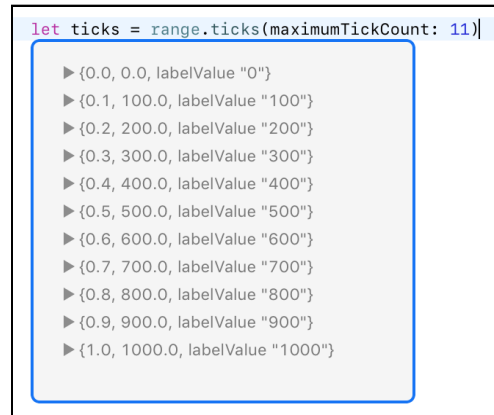 let ticks = range.ticks(maximumTickCount: 11)
▶ {0.0, 0.0, labelValue "0"}
▶ {0.1, 100.0, labelValue "100"}
▶ {0.2, 200.0, labelValue "200"}
▶ {0.3, 300.0, labelValue "300"}
▶ {0.4, 400.0, labelValue "400"}
▶ {0.5, 500.0, labelValue "500"}
▶ {0.6, 600.0, labelValue "600"}
▶ {0.7, 700.0, labelValue "700"}
▶ {0.8, 800.0, labelValue "800"}
▶ {0.9, 900.0, labelValue "900"}
▶ {1.0, 1000.0, labelValue "1000"}